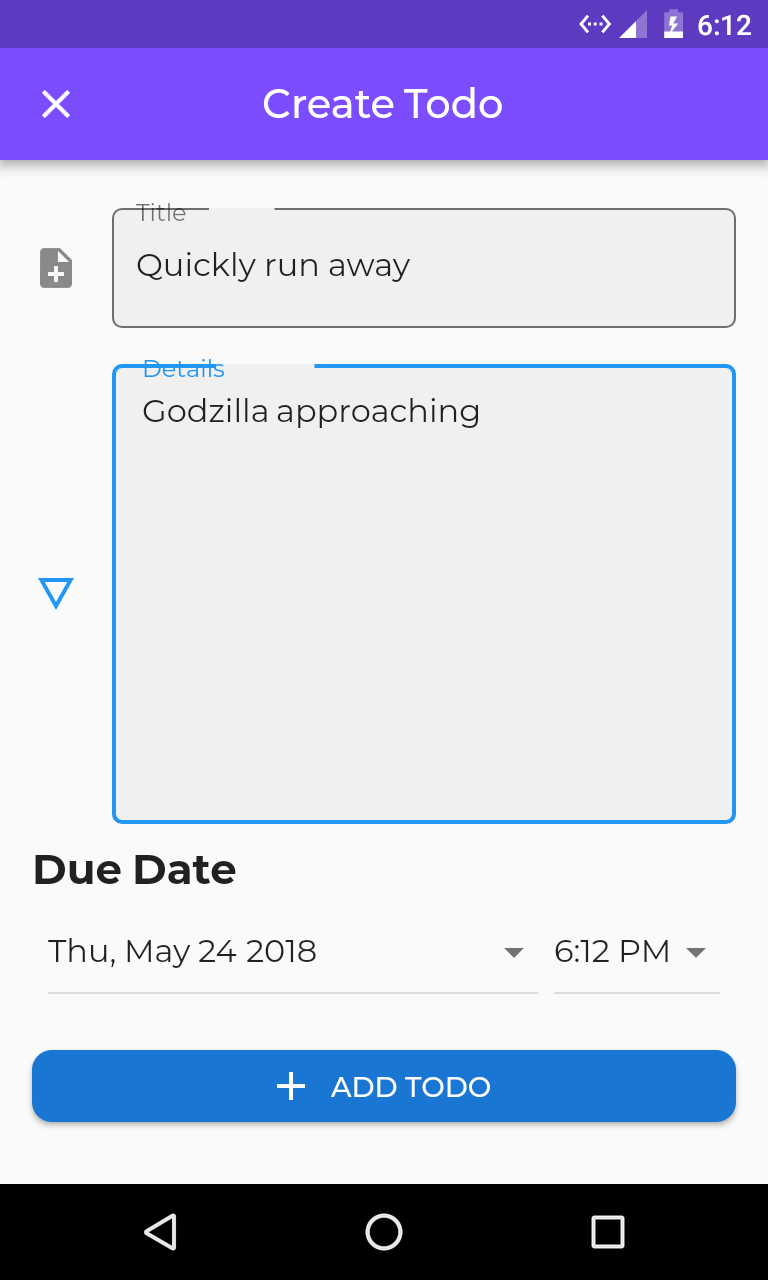 6:12
Create Todo
Title
Quickly run away
Details
Godzilla approaching
Due Date
Thu, May 24 2018 6:12 PM
ADD TODO